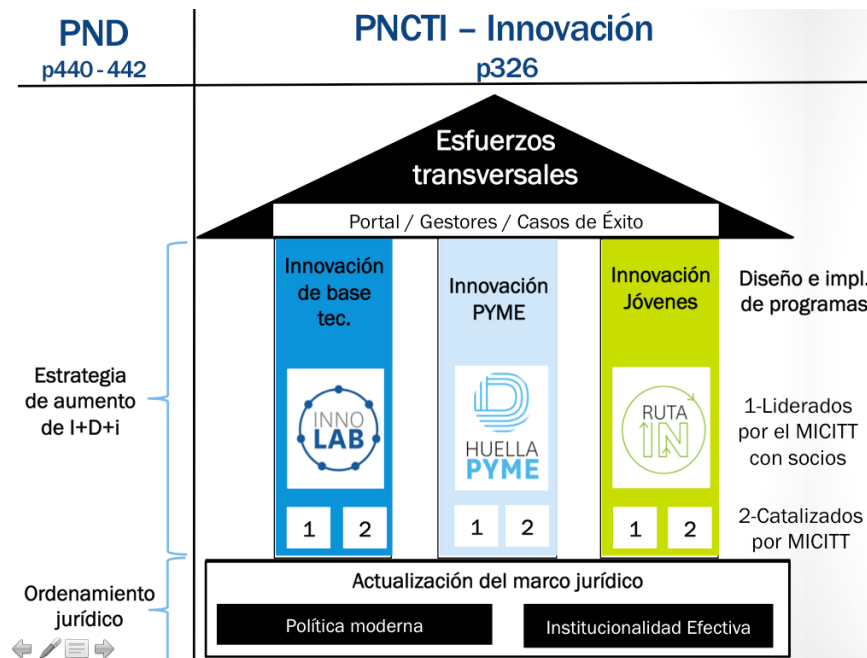 PND
p440-442
PNCTI – Innovación
p326
Esfuerzos
transversales
Portal / Gestores / Casos de Éxito
Innovación
de base
tec.
INNO
LAB
1 2
Innovación
PYME
HUELLA
PYME
1 2
Innovación
Jóvenes
RUTA
IN
1 2
Diseño e impl.
de programas
1-Liderados
por el MICITT
con socios
2-Catalizados
por MICITT
Estrategia
de aumento
de I+D+i
Ordenamiento
jurídico
Actualización del marco jurídico
Política moderna
Institucionalidad Efectiva